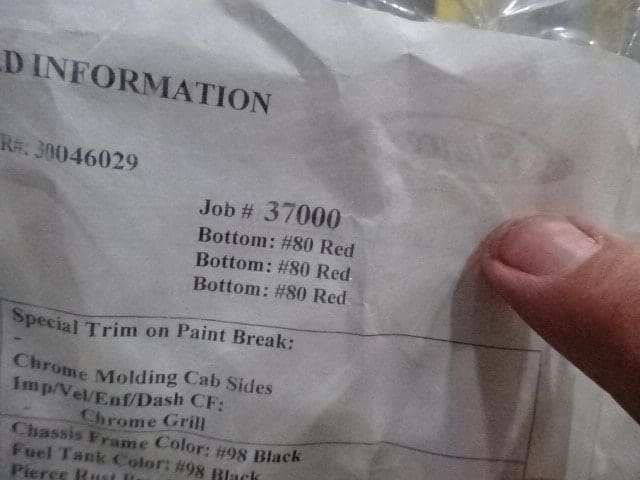 D INFORMATION
R#: 30046029
Job # 37000
Bottom: #80 Red
Bottom: #80 Red
Bottom: #80 Red
Special Trim on Paint Break:
-
Chrome Molding Cab Sides
Imp/Vel/Enf/Dash CF:
- Chrome Grill
Chassis Frame Color: #98 Black
Fuel Tank Color: #98 Black
Pierce Rust